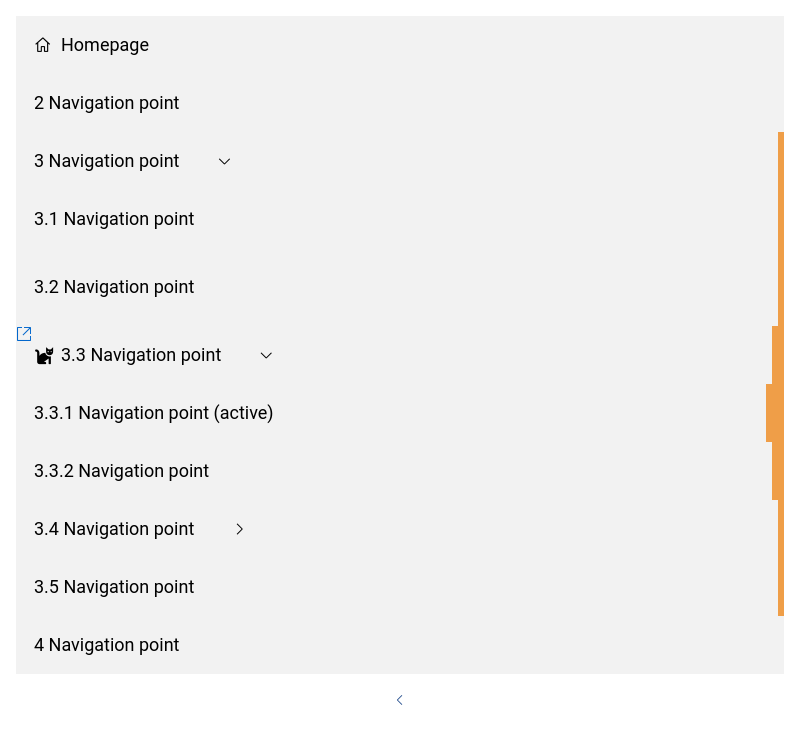 Homepage
2 Navigation point
3 Navigation point
3.1 Navigation point
3.2 Navigation point
3.3 Navigation point
3.3.1 Navigation point (active)
3.3.2 Navigation point
3.4 Navigation point
3.5 Navigation point
4 Navigation point